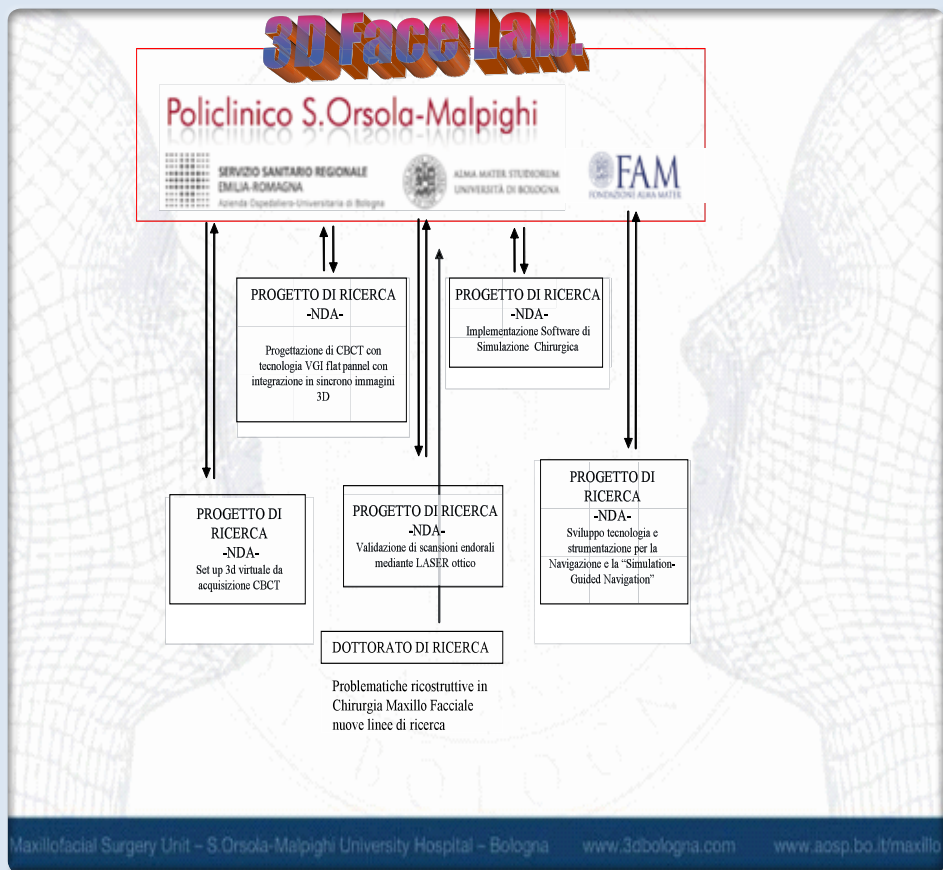 3D Face Lab.
Policlinico S.Orsola-Malpighi
SERVIZIO SANITARIO REGIONALE
EMILIA-ROMAGNA
Azienda Ospedaliero-Universitaria di Bologna
ALMA MATER STUDIORUM
UNIVERSITÀ DI BOLOGNA
FAM
FONDAZIONE ALMA MATER
PROGETTO DI RICERCA
-NDA-
Progettazione di CBCT con
tecnologia VGI flat pannel con
integrazione in sincrono immagini
3D
PROGETTO DI RICERCA
-NDA-
Implementazione Software di
Simulazione Chirurgica
PROGETTO DI
RICERCA
-NDA-
Set up 3d virtuale da
acquisizione CBCT
PROGETTO DI RICERCA
-NDA-
Validazione di scansioni endorali
mediante LASER ottico
PROGETTO DI
RICERCA
-NDA-
Sviluppo tecnologia e
strumentazione per la
Navigazione e la “Simulation-
Guided Navigation”
DOTTORATO DI RICERCA
Problematiche ricostruttive in
Chirurgia Maxillo Facciale
nuove linee di ricerca
Maxillofacial Surgery Unit – S.Orsola-Malpighi University Hospital – Bologna www.3dbologna.com www.aosp.bo.it/maxillo